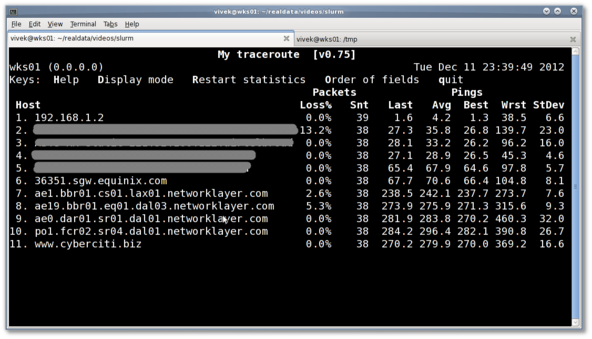 vivek@wks01: ~/realdata/videos/slurm
File Edit View Terminal Tabs Help
vivek@wks01: ~/realdata/videos/slurm vivek@wks01: /tmp
My traceroute [v0.75]
wks01 (0.0.0.0) Tue Dec 11 23:39:49 2012
Keys: Help Display mode Restart statistics Order of fields quit
Packets Pings
Host Loss% Snt Last Avg Best Wrst StDev
1. 192.168.1.2 0.0% 39 1.6 4.2 1.3 38.5 6.6
2. 13.2% 38 27.3 35.8 26.8 139.7 23.0
3. 0.0% 38 28.1 33.2 26.2 96.2 16.0
4. 0.0% 38 27.1 28.9 26.5 45.3 4.6
5. 0.0% 38 65.4 67.9 64.6 97.8 5.7
6. 36351.sgw.equinix.com 0.0% 38 67.7 70.6 66.4 104.8 8.1
7. ae1.bbr01.cs01.lax01.networklayer.com 2.6% 38 238.5 242.1 237.7 273.7 7.6
8. ae19.bbr01.eq01.dal03.networklayer.com 5.3% 38 273.9 275.9 271.3 315.6 9.3
9. ae0.dar01.sr01.dal01.networklayer.com 0.0% 38 281.9 283.8 270.2 460.3 32.0
10. po1.fcr02.sr04.dal01.networklayer.com 0.0% 38 284.2 296.4 282.1 390.8 26.7
11. www.cyberciti.biz 0.0% 38 270.2 279.9 270.0 369.2 16.6